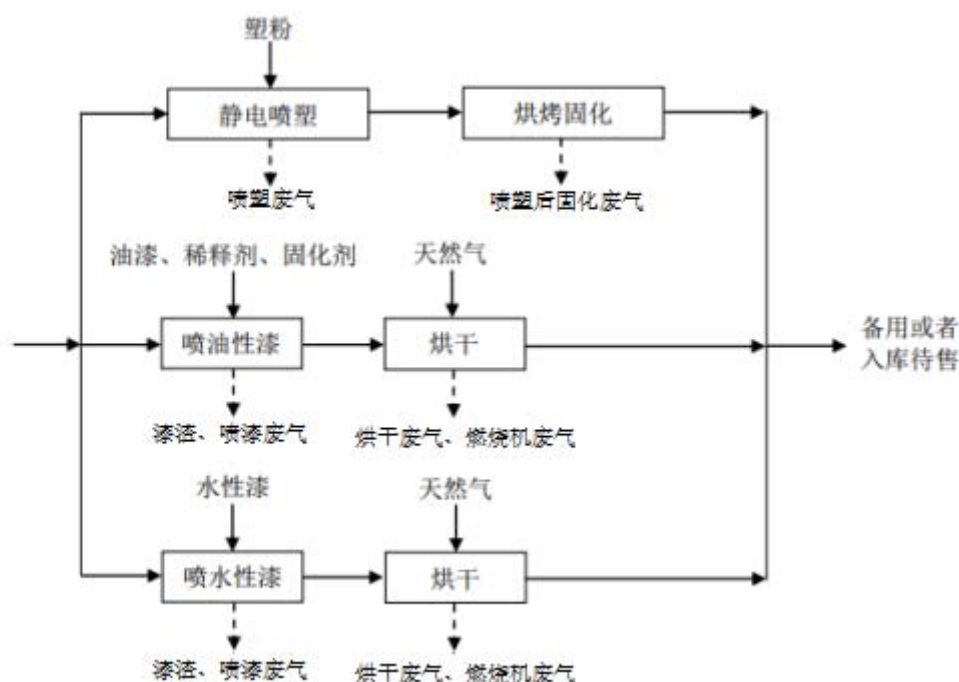 塑粉
静电喷塑
烘烤固化
喷塑废气
喷塑后固化废气
油漆、稀释剂、固化剂
天然气
喷油性漆
烘干
备用或者
入库待售
漆渣、喷漆废气
烘干废气、燃烧机废气
水性漆
天然气
喷水性漆
烘干
漆渣、喷漆废气
烘干废气、燃烧机废气